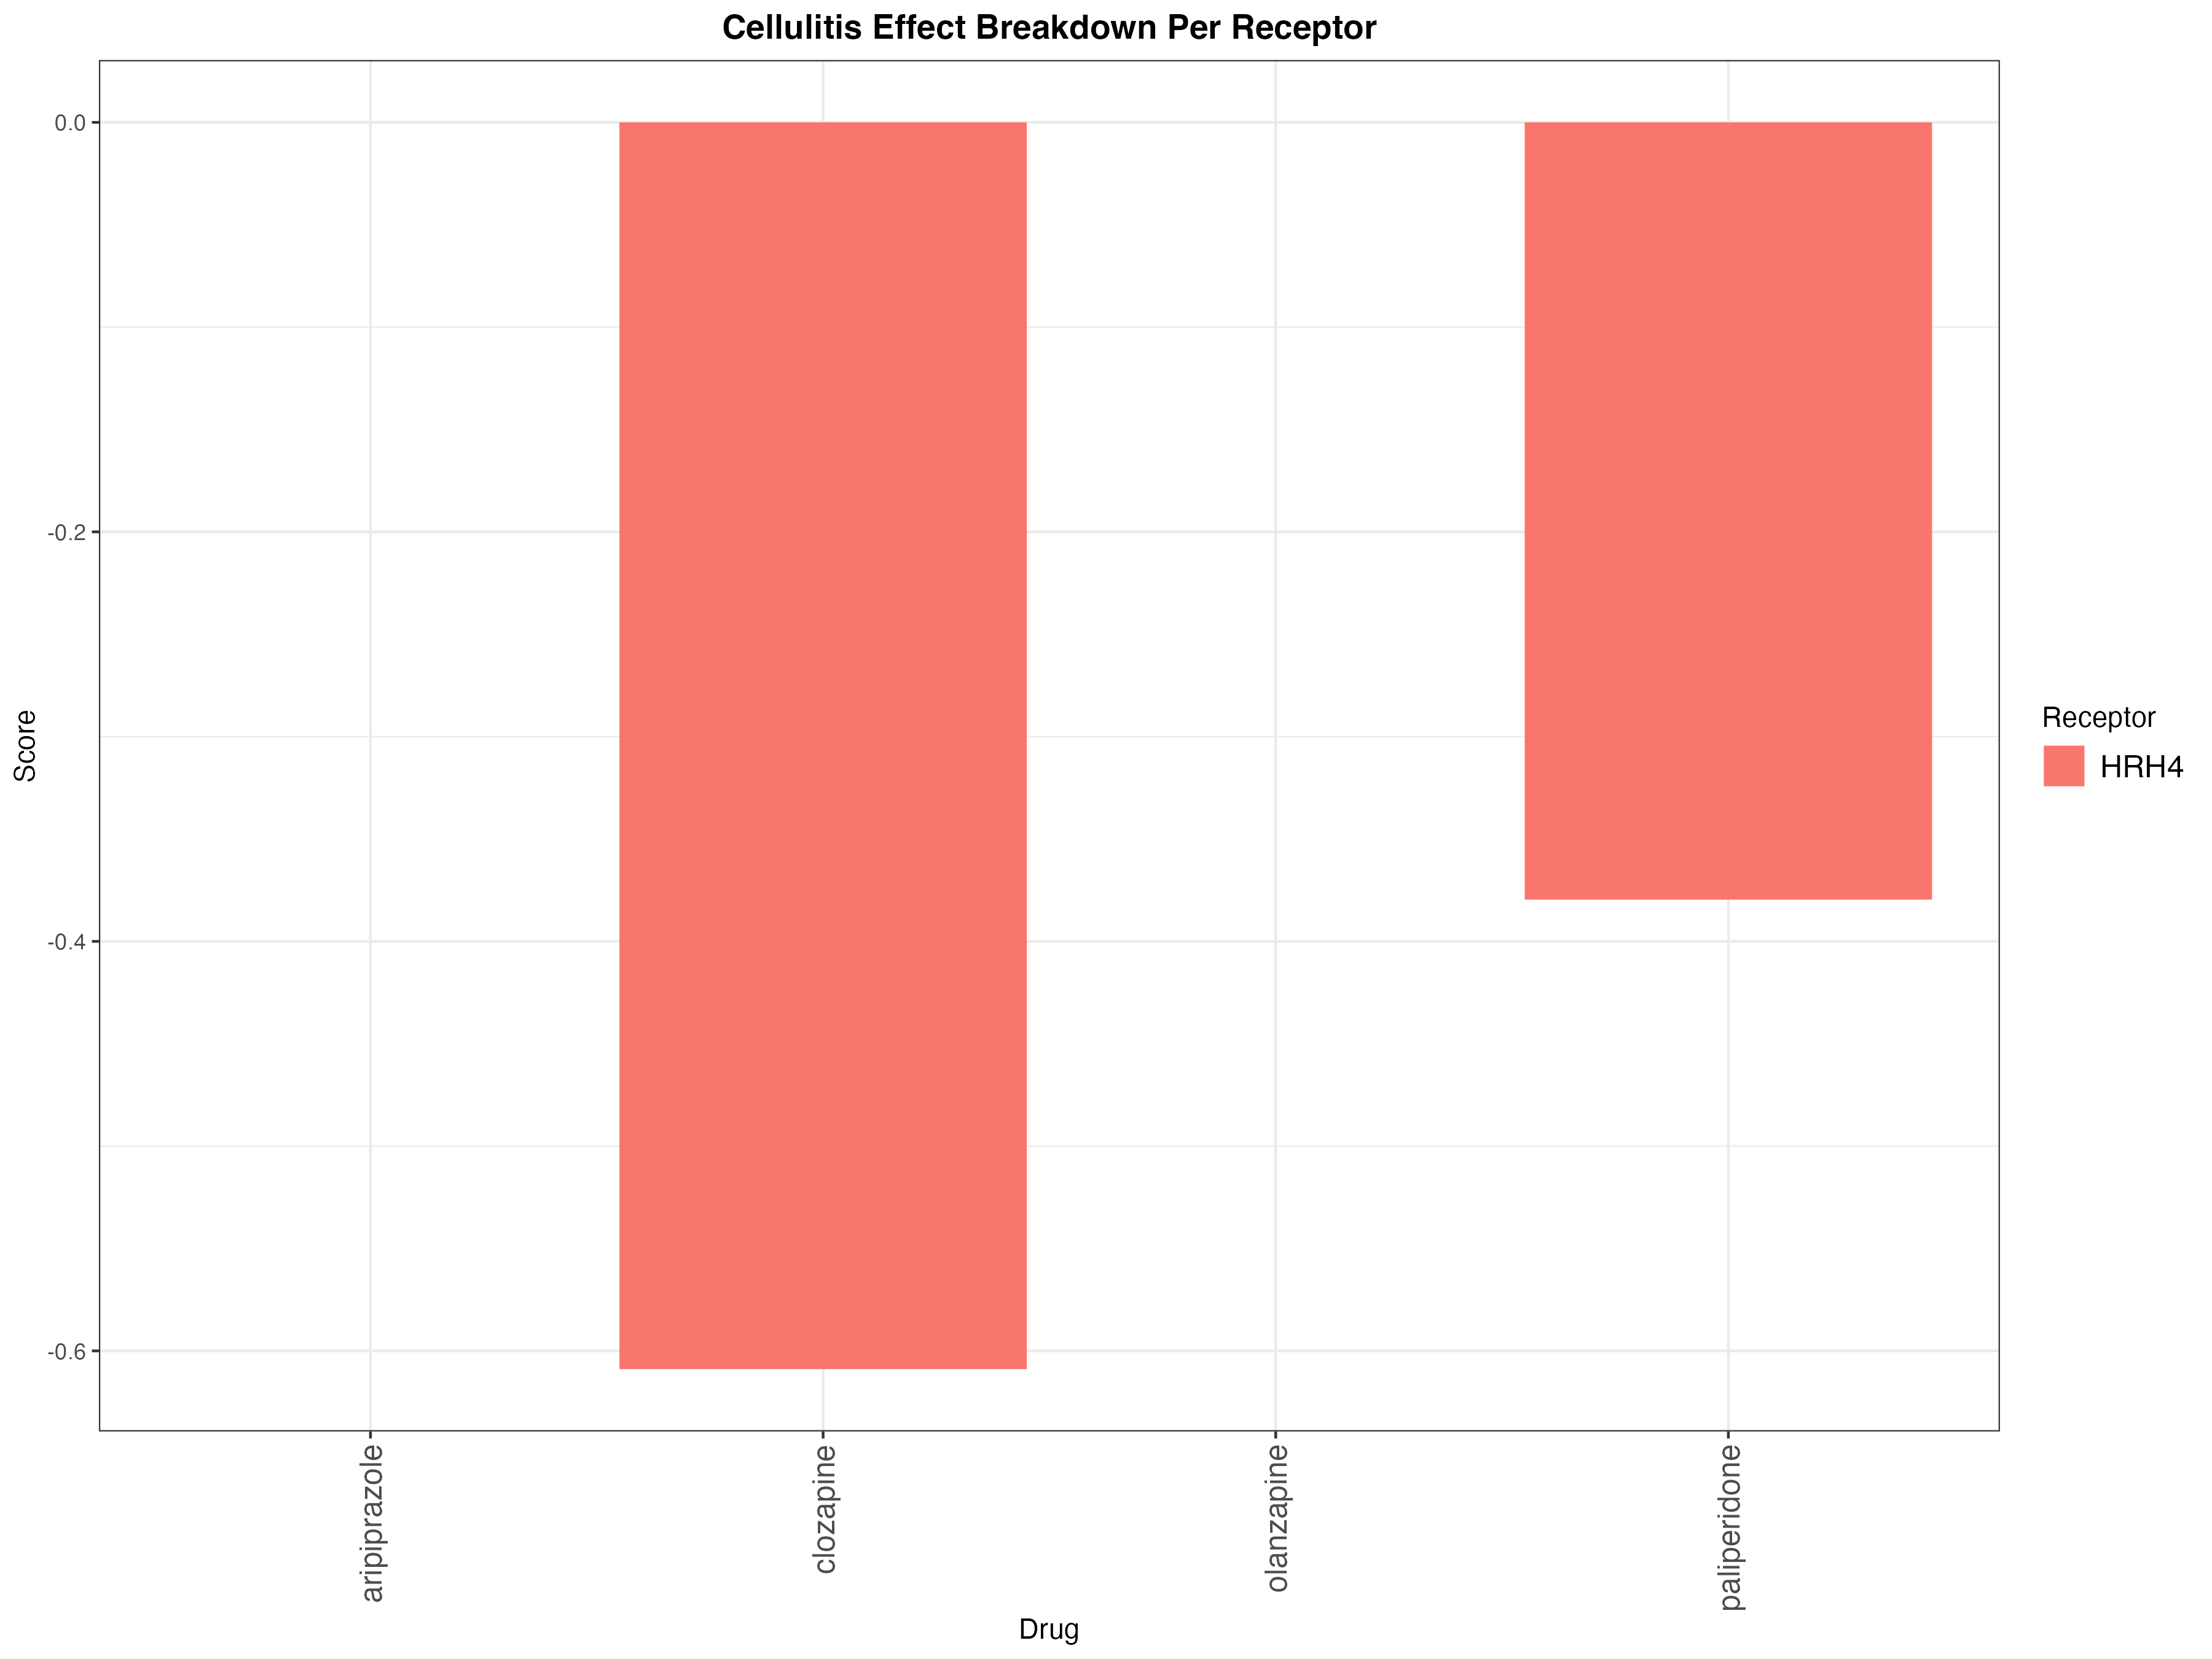 Cellulitis Effect Breakdown Per Receptor
0.0
-0.2
-0.4
-0.6
Score
aripiprazole
clozapine
olanzapine
paliperidone
Drug
Receptor
HRH4